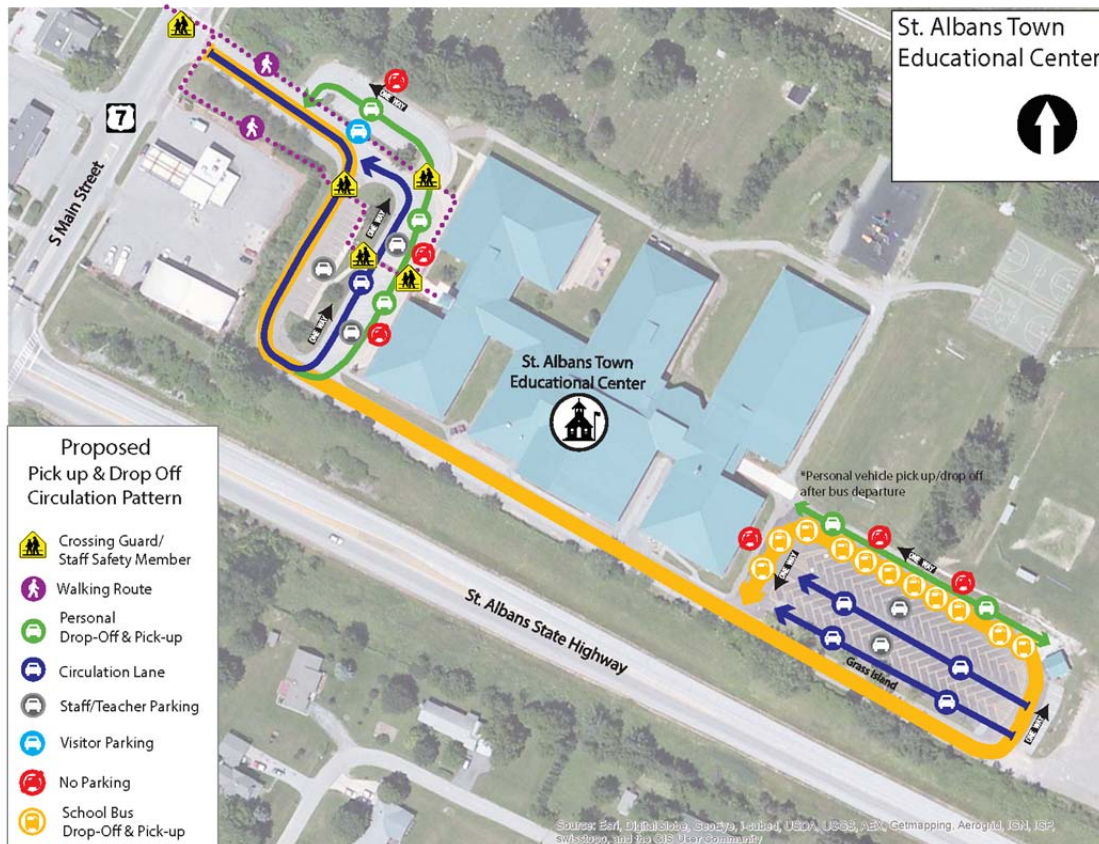 St. Albans Town
Educational Center
7
S Main Street
ONE WAY
ONE WAY
ONE WAY
St. Albans Town
Educational Center
*Personal vehicle pick up/drop off
after bus departure
ONE WAY
ONE WAY
ONE WAY
Grass Island
St. Albans State Highway
Proposed
Pick up & Drop Off
Circulation Pattern
Crossing Guard/
Staff Safety Member
Walking Route
Personal
Drop-Off & Pick-up
Circulation Lane
Staff/Teacher Parking
Visitor Parking
No Parking
School Bus
Drop-Off & Pick-up
Source: Esri, DigitalGlobe, GeoEye, i-cubed, USDA, USGS, AEX, Getmapping, Aerogrid, IGN, IGP,
swisstopo, and the GIS User Community